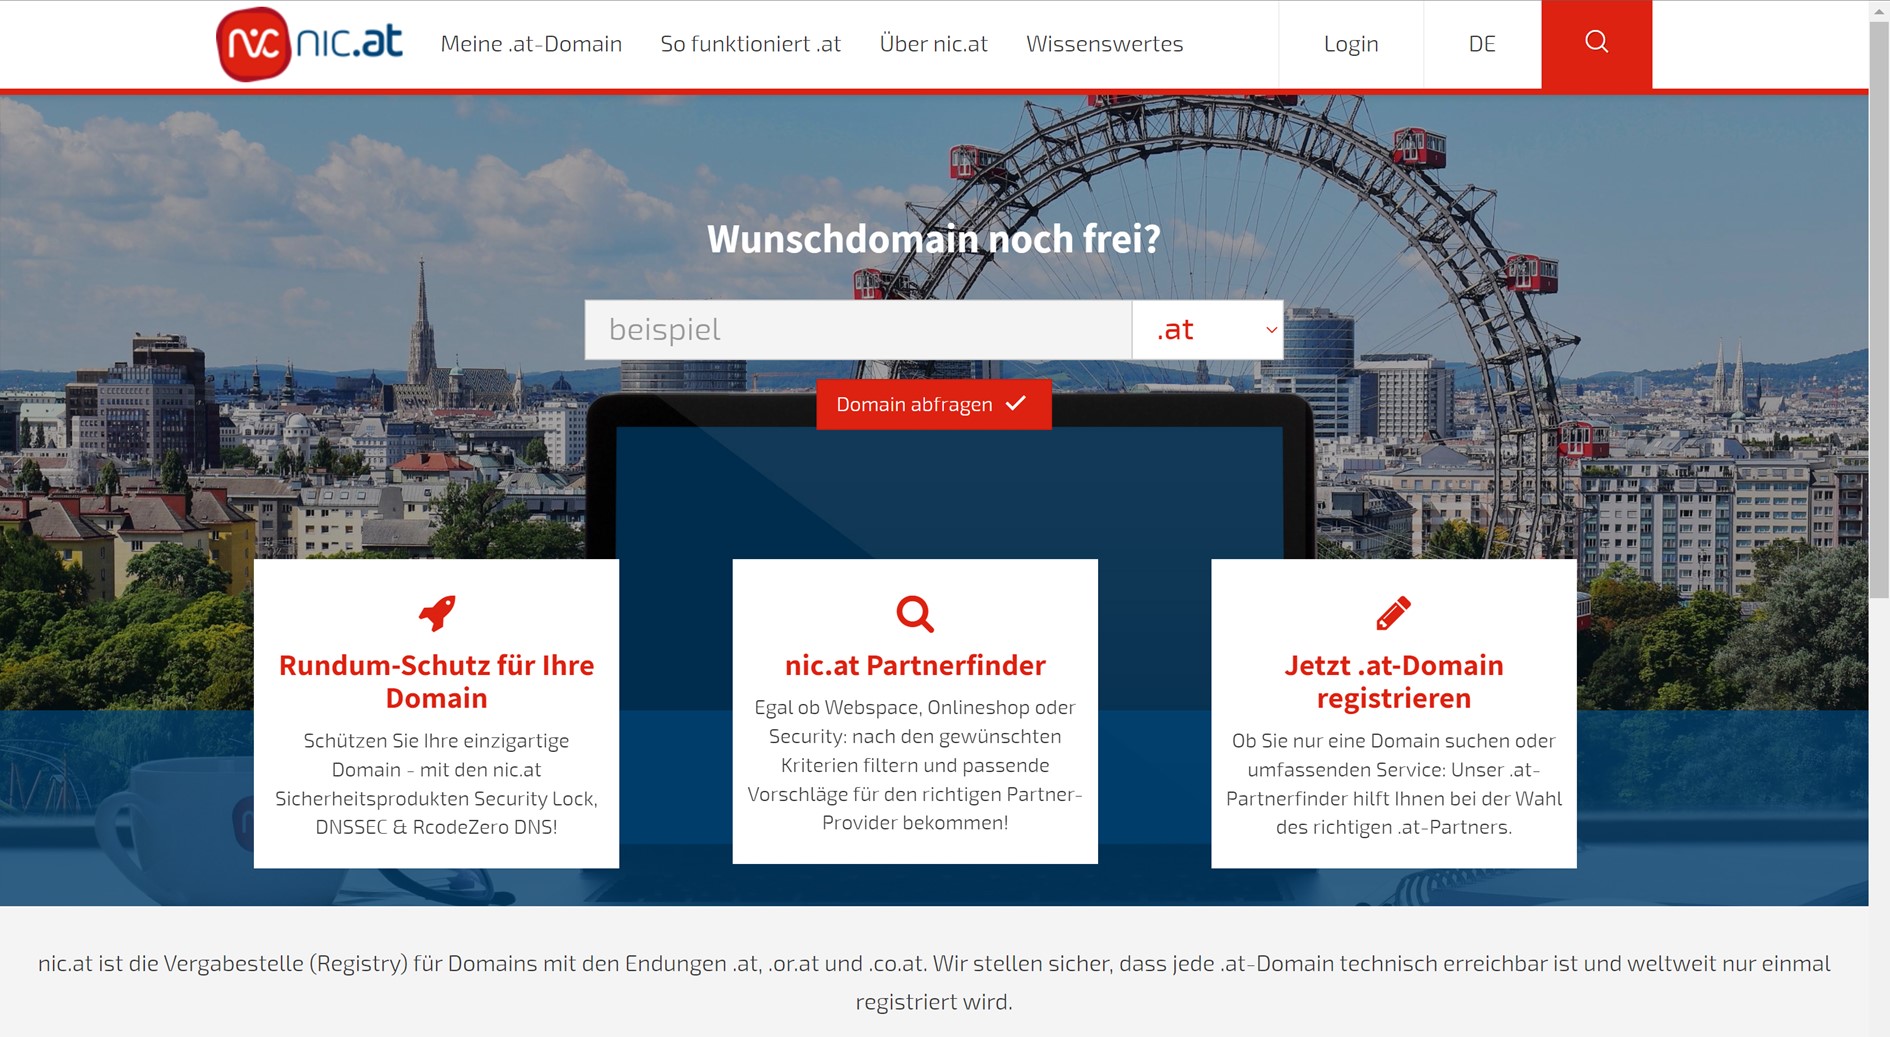 nic nic.at
Meine .at-Domain
So funktioniert .at
Über nic.at
Wissenswertes
Login
DE
Wunschdomain noch frei?
beispiel
.at
Domain abfragen
Rundum-Schutz für Ihre
Domain
Schützen Sie Ihre einzigartige
Domain - mit den nic.at
Sicherheitsprodukten Security Lock,
DNSSEC & RcodeZero DNS!
nic.at Partnerfinder
Egal ob Webspace, Onlineshop oder
Security: nach den gewünschten
Kriterien filtern und passende
Vorschläge für den richtigen Partner-
Provider bekommen!
Jetzt .at-Domain
registrieren
Ob Sie nur eine Domain suchen oder
umfassenden Service: Unser .at-
Partnerfinder hilft Ihnen bei der Wahl
des richtigen .at-Partners.
nic.at ist die Vergabestelle (Registry) für Domains mit den Endungen .at, .or.at und .co.at. Wir stellen sicher, dass jede .at-Domain technisch erreichbar ist und weltweit nur einmal
registriert wird.